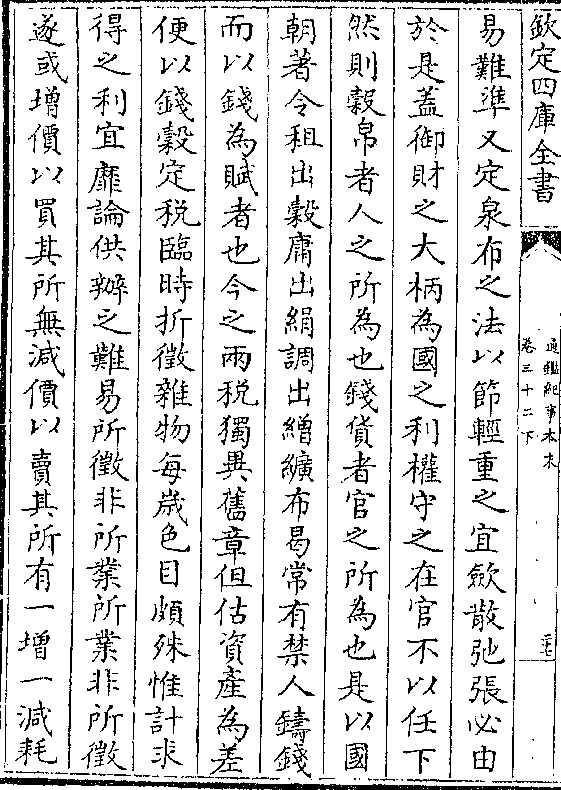 欽定四庫全書
通鑑紀事本末
卷三十二下
三七
易難準又定泉布之法以節輕重之宜斂散弛張必由
於是蓋御財之大柄為國之利權守之在官不以任下
然則糓帛者人之所為也錢貨者官之所為也是以國
朝著令租出糓庸出絹調出繒纊布曷常有禁人鑄錢
而以錢為賦者也今之兩税獨異舊章但估資產為差
便以錢糓定税臨時折徵雜物每嵗色目頗殊惟計求
得之利宜靡論供辦之難易所徵非所業所業非所徵
遂或增價以買其所無減價以賣其所有一增一減耗